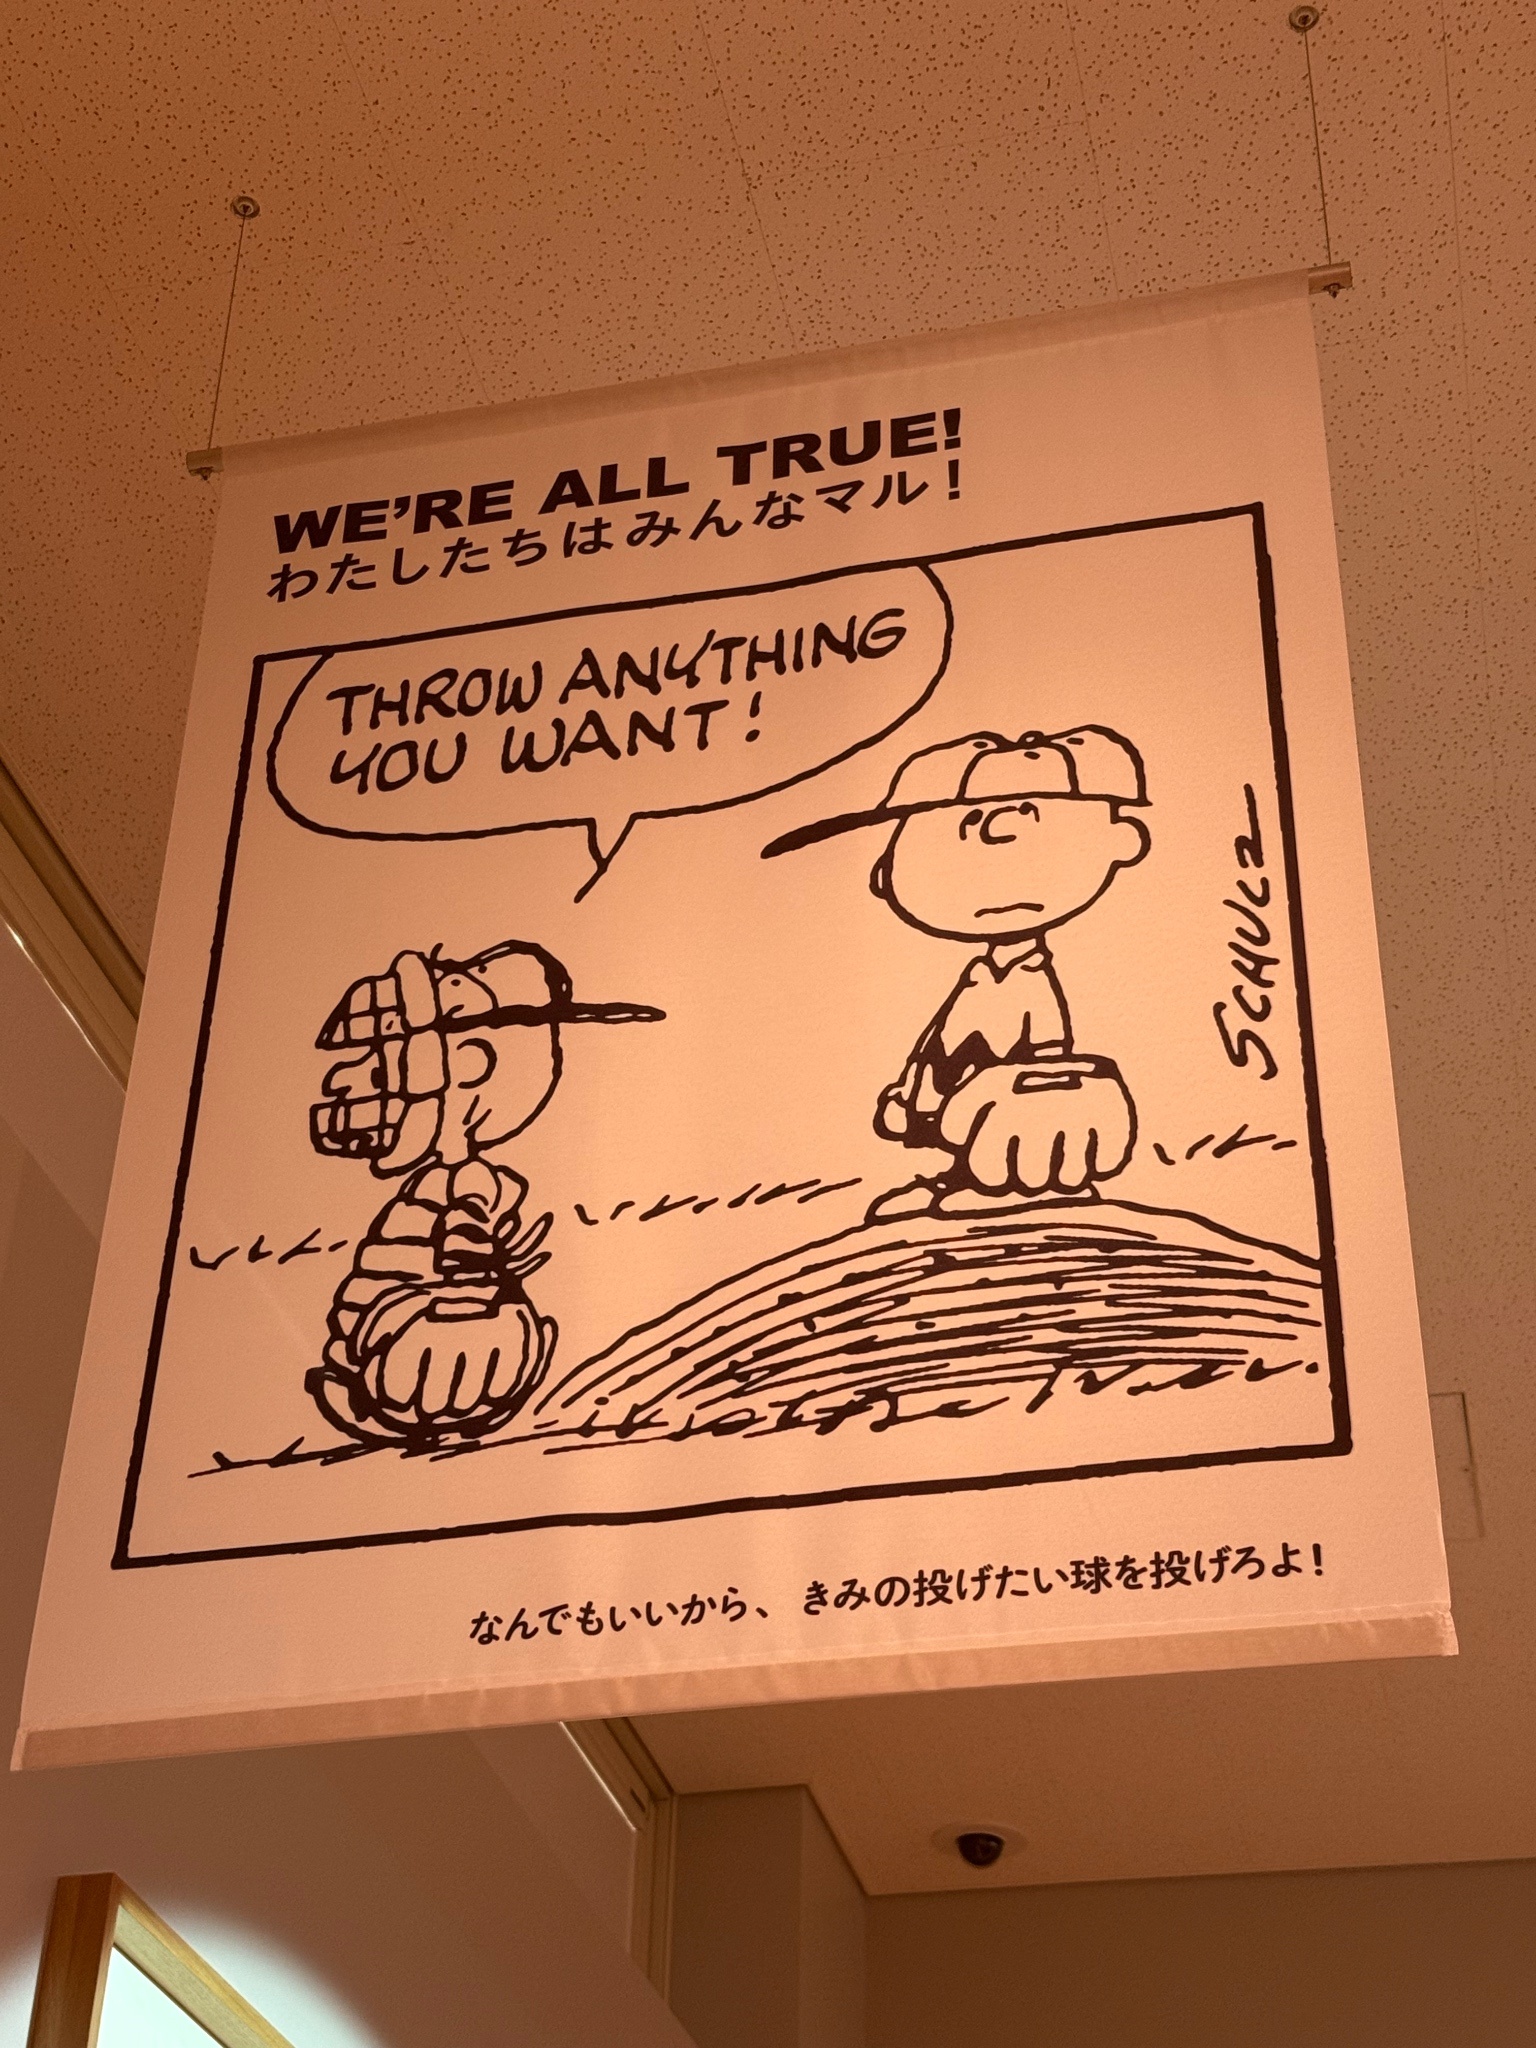 WE'RE ALL TRUE!
わたしたちはみんなマル！
THROW ANYTHING
YOU WANT!
SCHULZ
なんでもいいから、きみの投げたい球を投げろよ！